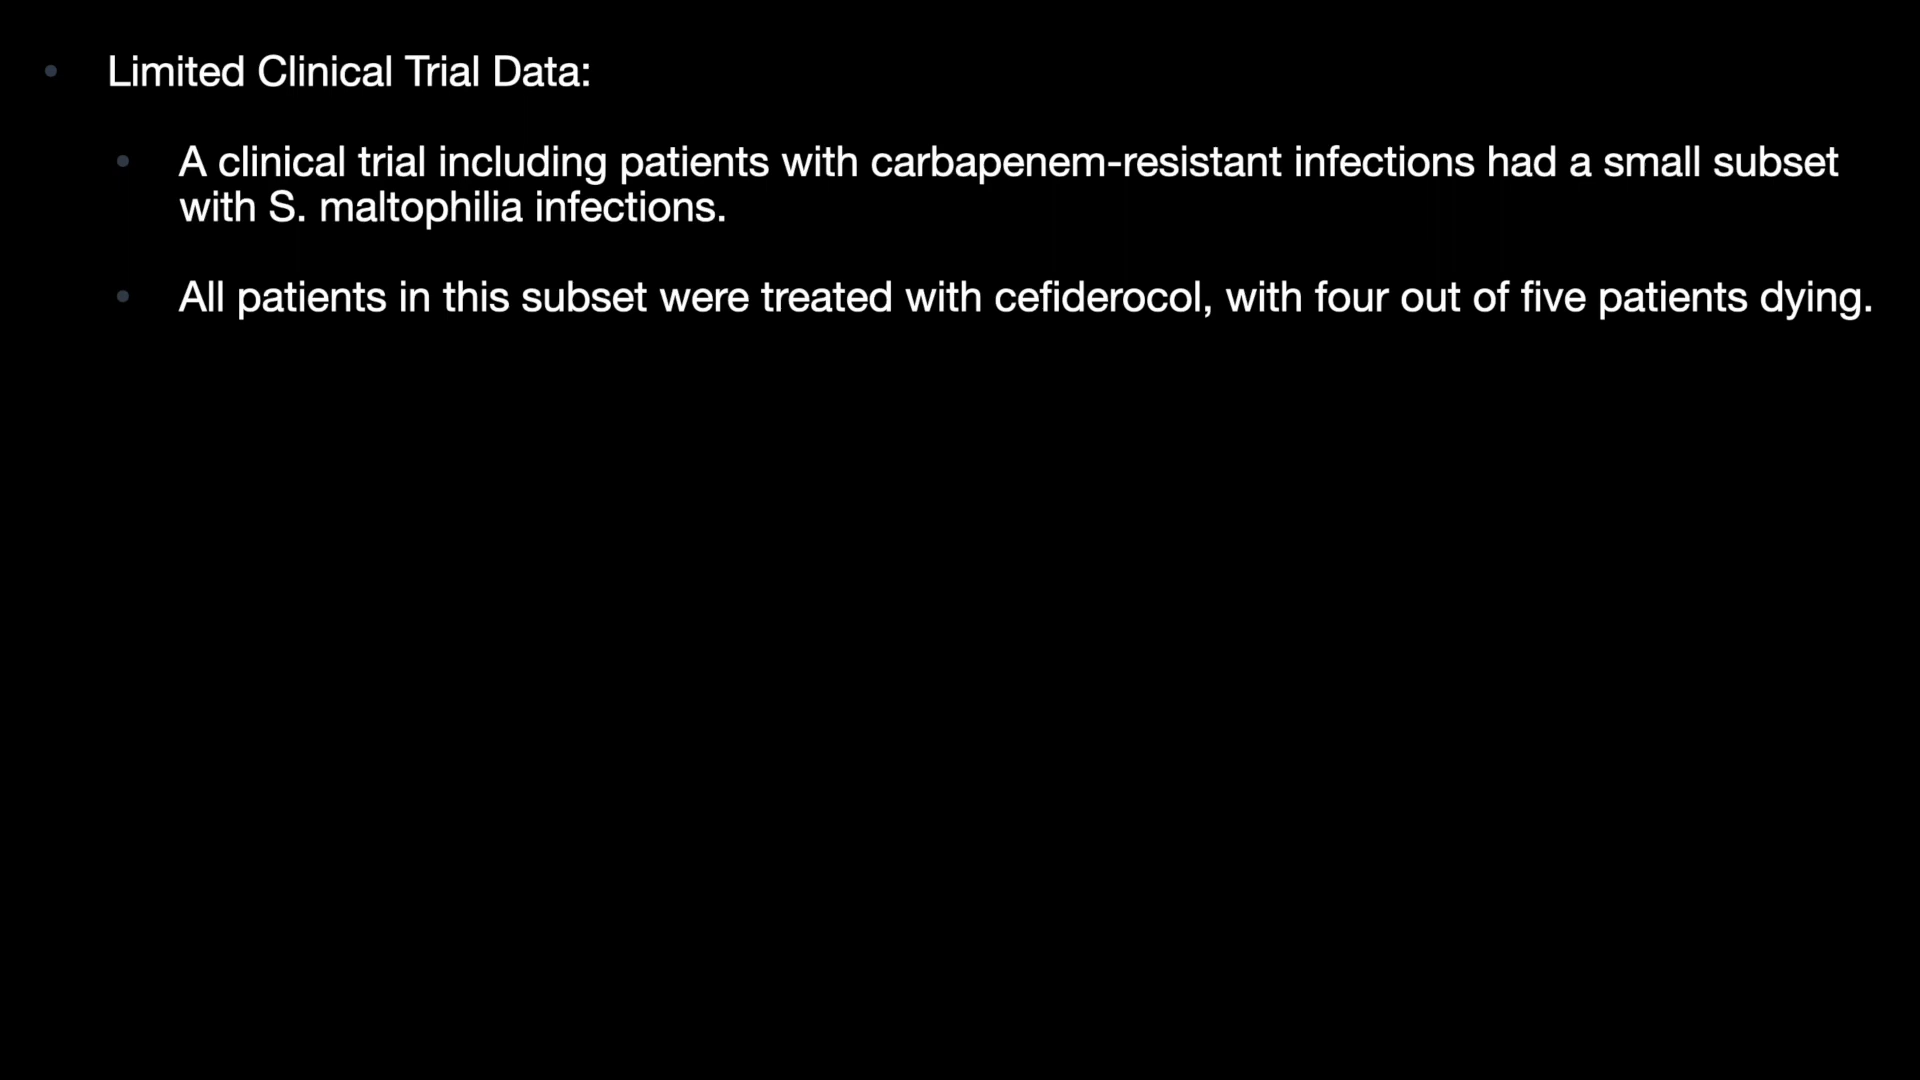 • Limited Clinical Trial Data:
• A clinical trial including patients with carbapenem-resistant infections had a small subset
with S. maltophilia infections.
• All patients in this subset were treated with cefiderocol, with four out of five patients dying.